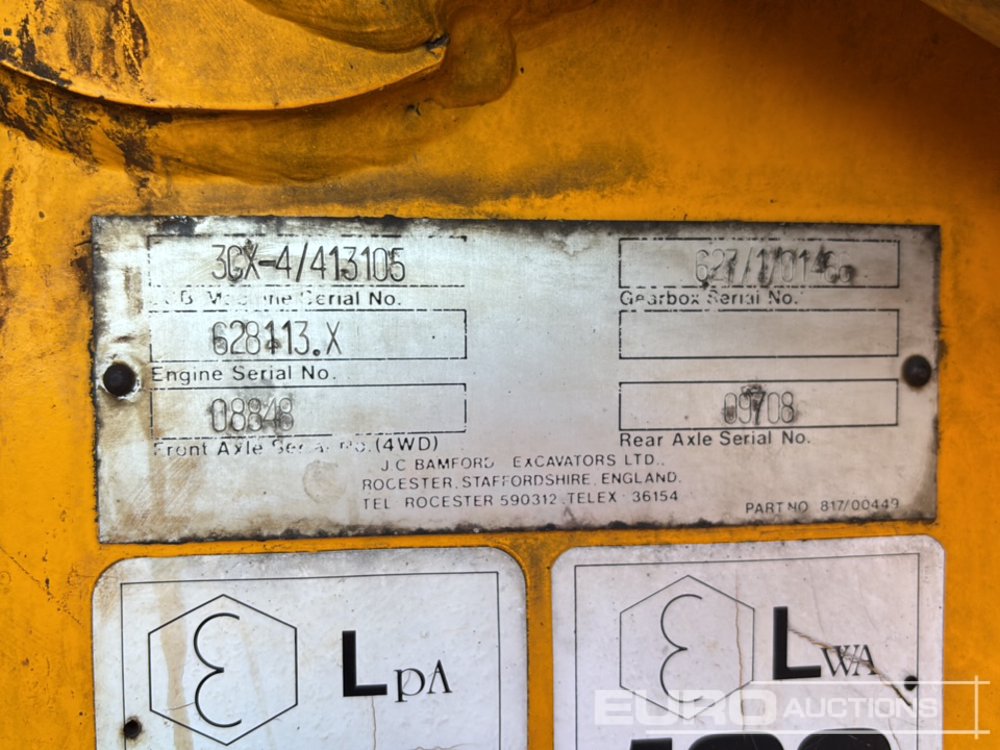 3CX-4/413105
Machine Serial No.
628113.X
Engine Serial No.
08848
Front Axle Serial No. (4WD)
Gearbox Serial No.
09708
Rear Axle Serial No.
J.C BAMFORD EXCAVATORS LTD.,
ROCESTER, STAFFORDSHIRE, ENGLAND.
TEL ROCESTER 590312, TELEX 36154
PART NO 817/00449
ε LpA
ε LWA
EURO AUCTIONS